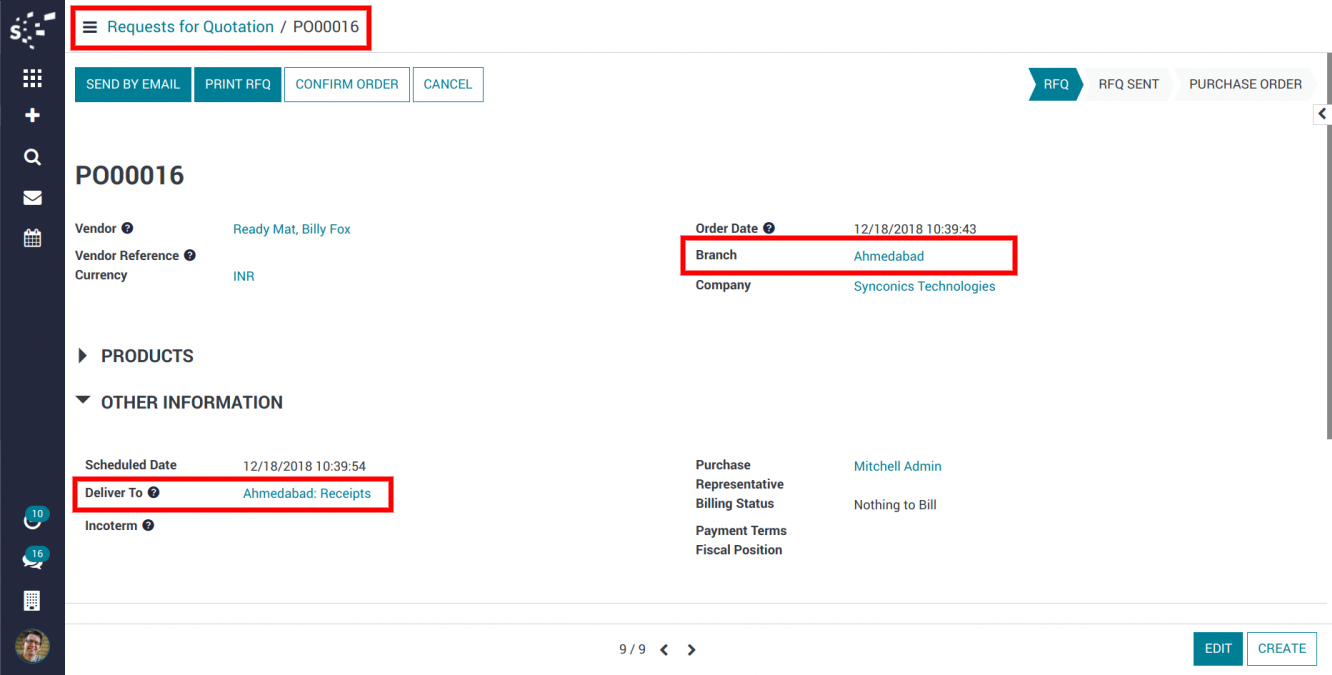 S
Requests for Quotation / PO00016
SEND BY EMAIL PRINT RFQ CONFIRM ORDER CANCEL RFQ RFQ SENT PURCHASE ORDER
PO00016
Vendor ? Ready Mat, Billy Fox Order Date ? 12/18/2018 10:39:43
Vendor Reference ? Branch Ahmedabad
Currency INR Company Synconics Technologies
PRODUCTS
OTHER INFORMATION
Scheduled Date 12/18/2018 10:39:54 Purchase Mitchell Admin
Representative
Deliver To ? Ahmedabad: Receipts Billing Status Nothing to Bill
Incoterm ? Payment Terms
Fiscal Position
10
16
9 / 9 EDIT CREATE